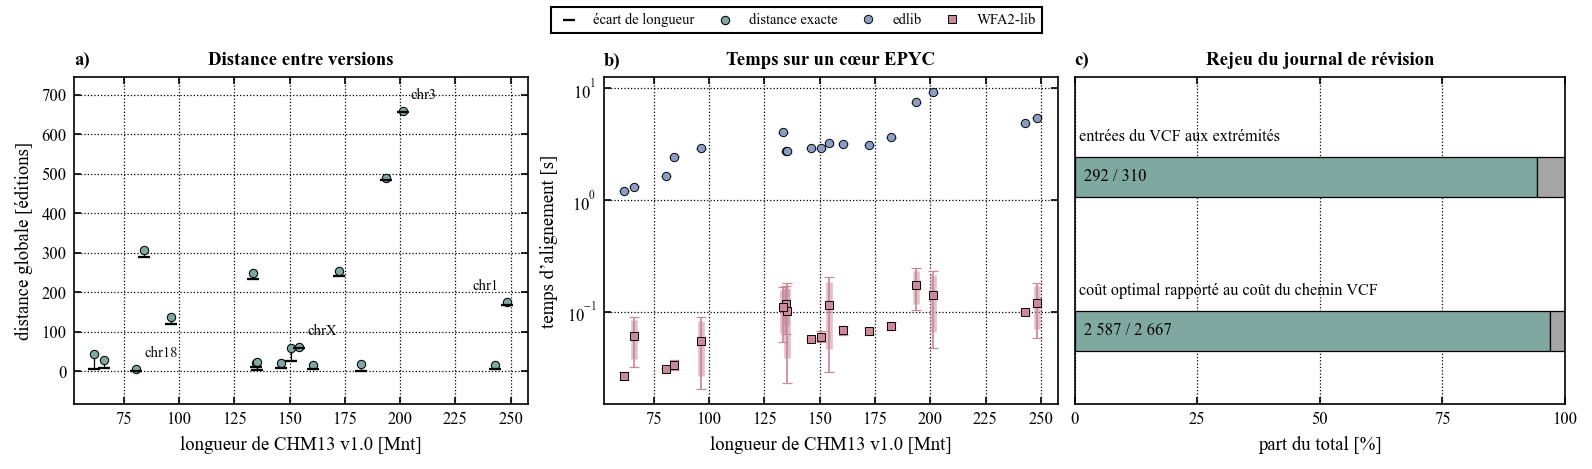 écart de longueur distance exacte edlib WFA2-lib
a) Distance entre versions
distance globale [éditions]
700
600
500
400
300
200
100
0
chr3
chr1
chrX
chr18
75 100 125 150 175 200 225 250
longueur de CHM13 v1.0 [Mnt]
b) Temps sur un cœur EPYC
temps d’alignement [s]
10¹
10⁰
10⁻¹
75 100 125 150 175 200 225 250
longueur de CHM13 v1.0 [Mnt]
c) Rejeu du journal de révision
entrées du VCF aux extrémités
292 / 310
coût optimal rapporté au coût du chemin VCF
2 587 / 2 667
0 25 50 75 100
part du total [%]